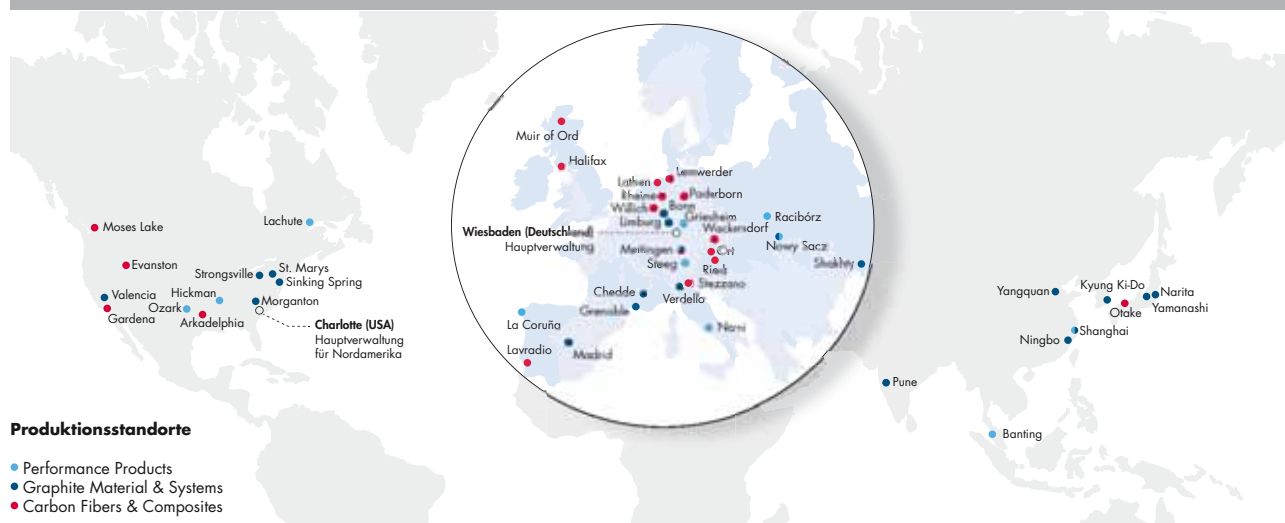 Moses Lake
Evanston
Valencia
Gardena
Lachute
Strongsville
St. Marys
Sinking Spring
Hickman
Ozark
Arkadelphia
Morganton
Charlotte (USA)
Hauptverwaltung
für Nordamerika
Muir of Ord
Halifax
Lemwerder
Lathen
Rheine
Paderborn
Willich
Bonn
Limburg
Griesheim
Wackersdorf
Wiesbaden (Deutschland)
Hauptverwaltung
Meitingen
Ort
Steeg
Ried
Stezzano
Verdello
Chedde
Grenoble
La Coruña
Lavradio
Madrid
Narni
Racibórz
Nowy Sacz
Shakhty
Yangquan
Kyung Ki-Do
Narita
Yamanashi
Otake
Shanghai
Ningbo
Pune
Banting
Produktionsstandorte
Performance Products
Graphite Material & Systems
Carbon Fibers & Composites